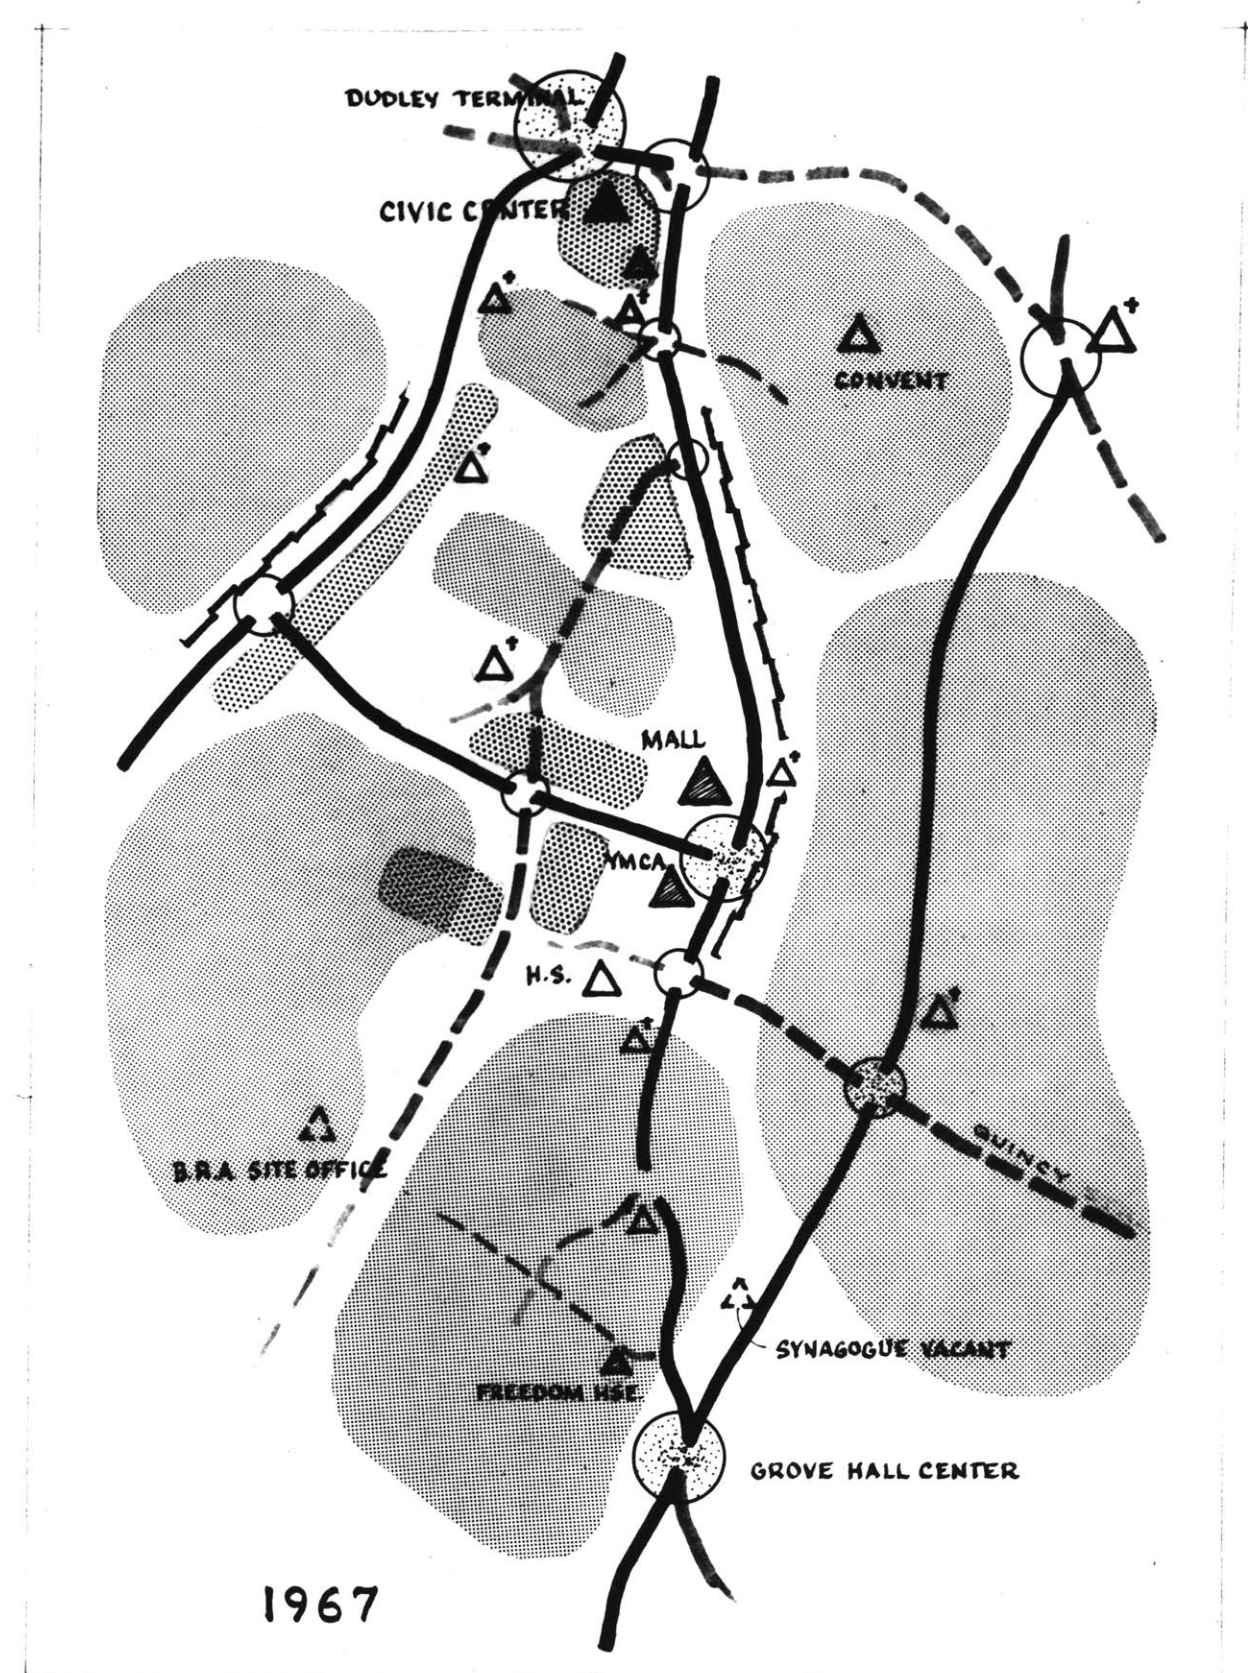 DUDLEY TERMINAL
CIVIC CENTER
CONVENT
MALL
YMCA
H.S.
B.R.A. SITE OFFICE
QUINCY
SYNAGOGUE VACANT
FREEDOM HSE.
GROVE HALL CENTER
1967